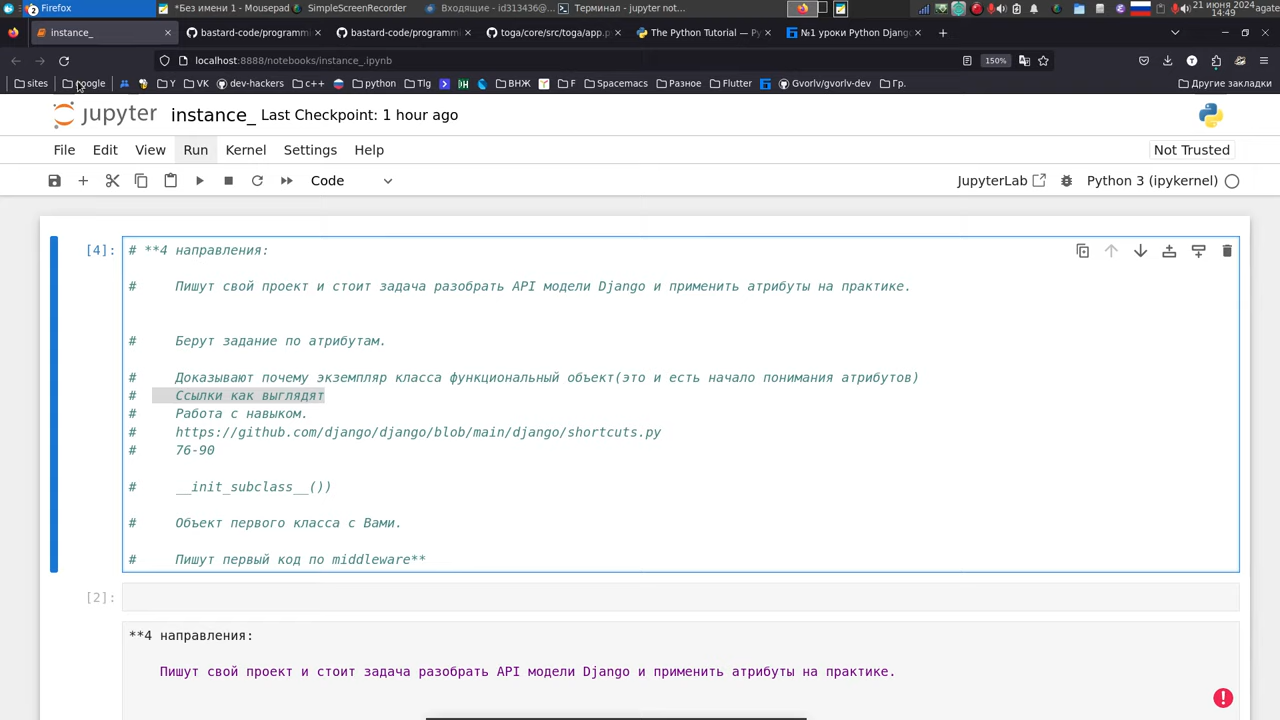 2 Firefox
*Без имени 1 - Mousepad
SimpleScreenRecorder
Входящие - id313436@...
Терминал - jupyter not...
21 июня 2024
14:49
agate
instance_
bastard-code/programmi
bastard-code/programmi
toga/core/src/toga/app.p
The Python Tutorial — Py
№1 уроки Python Djang
localhost:8888/notebooks/instance_.ipynb
150%
sites
google
Y
VK
dev-hackers
c++
python
Tlg
ВНЖ
F
Spacemacs
Разное
Flutter
Gvorlv/gvorlv-dev
Гр.
Другие закладки
jupyter
instance_ Last Checkpoint: 1 hour ago
File Edit View Run Kernel Settings Help
Not Trusted
Code
JupyterLab
Python 3 (ipykernel)
[4]:
# **4 направления:
# Пишут свой проект и стоит задача разобрать API модели Django и применить атрибуты на практике.
# Берут задание по атрибутам.
# Доказывают почему экземпляр класса функциональный объект(это и есть начало понимания атрибутов)
# Ссылки как выглядят
# Работа с навыком.
# https://github.com/django/django/blob/main/django/shortcuts.py
# 76-90
# __init_subclass__())
# Объект первого класса с Вами.
# Пишут первый код по middleware**
[2]:
**4 направления:
Пишут свой проект и стоит задача разобрать API модели Django и применить атрибуты на практике.